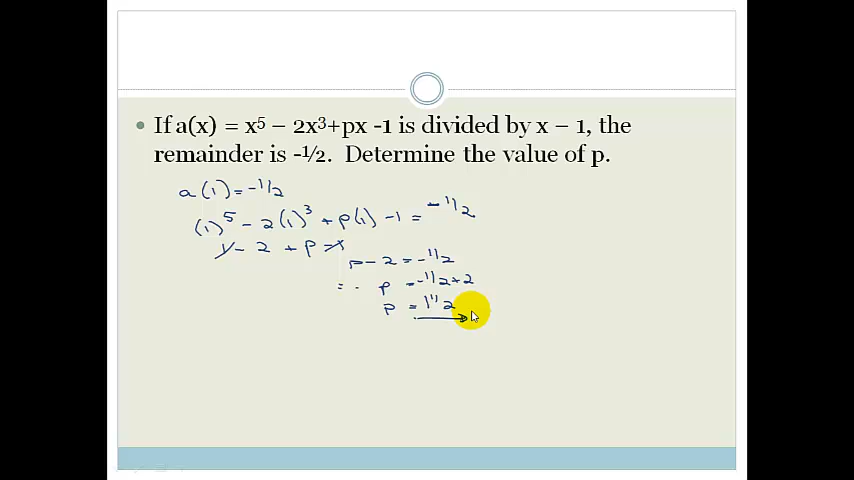 If a(x) = x⁵ – 2x³+px -1 is divided by x – 1, the
remainder is -½. Determine the value of p.
a(1) = -1/2
(1)⁵ - 2(1)³ + p(1) -1 = -1/2
1 - 2 + p -1
p - 2 = -1/2
∴ p = -1/2 + 2
p = 1 1/2